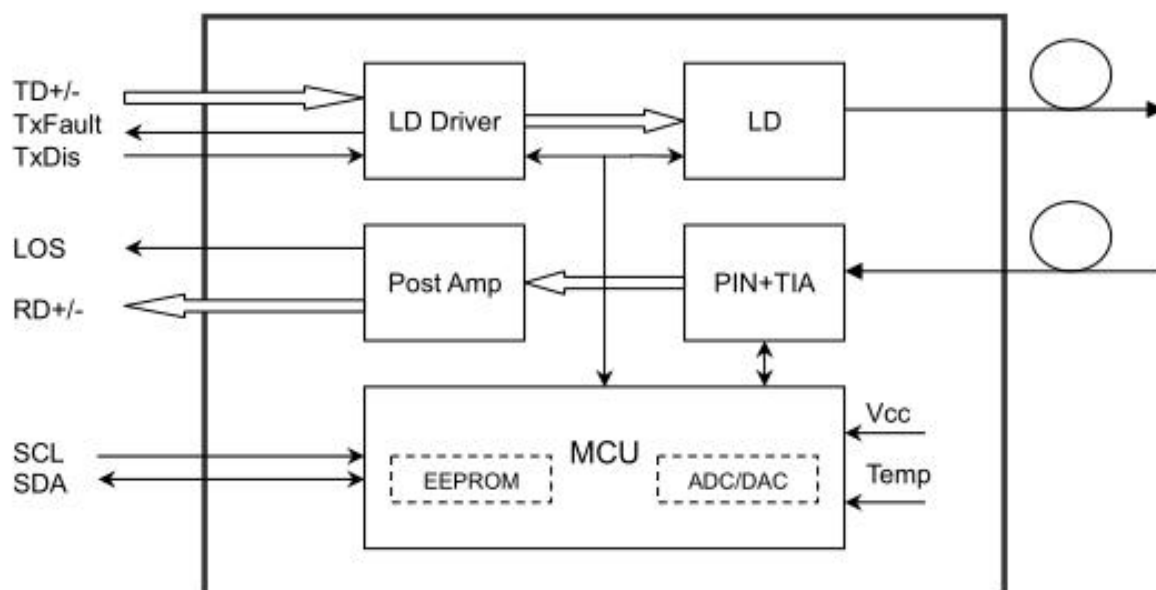 TD+/-
TxFault
TxDis
LD Driver
LD
LOS
RD+/-
Post Amp
PIN+TIA
SCL
SDA
MCU
EEPROM
ADC/DAC
Vcc
Temp